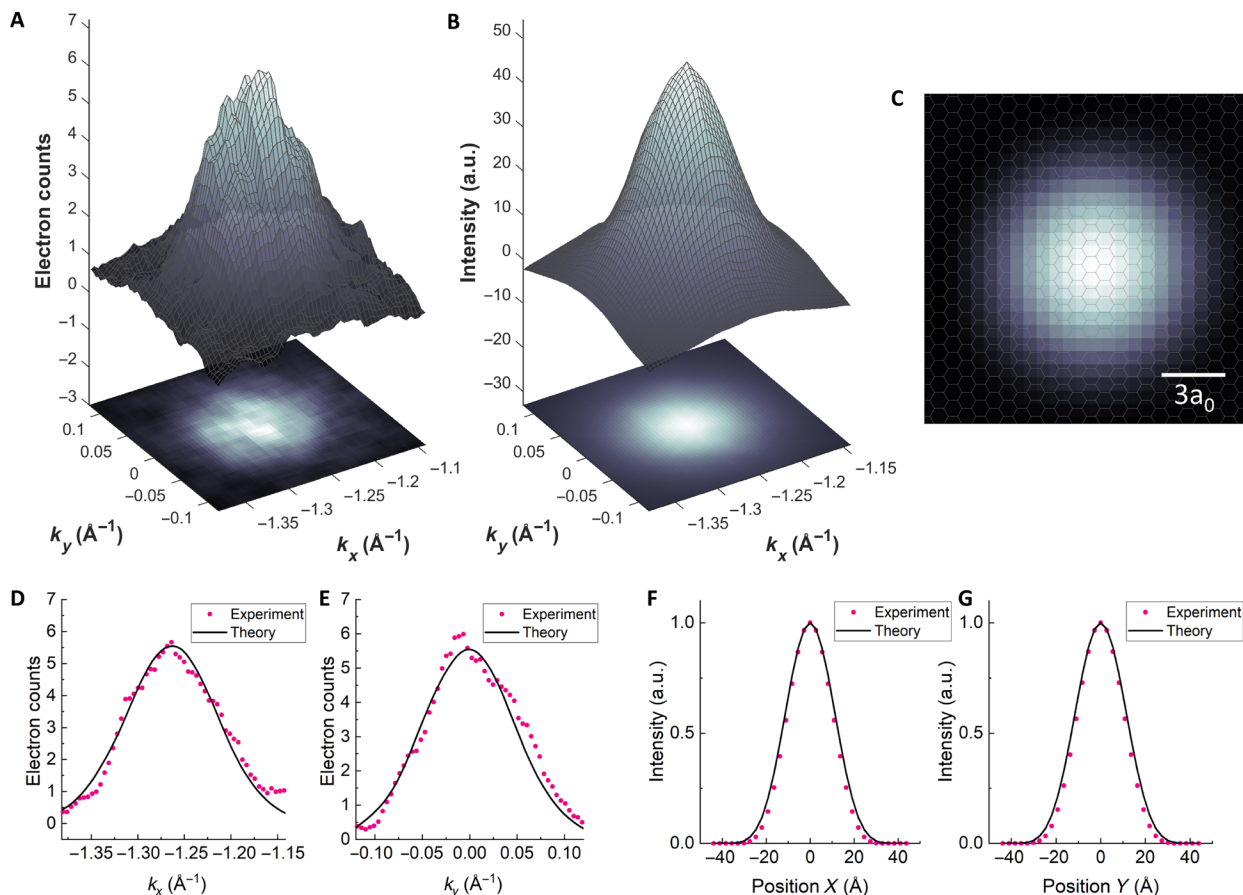 A
Electron counts
7
6
5
4
3
2
1
0
−1
−2
−3
0.1
0.05
0
−0.05
−0.1
k_y (Å⁻¹)
−1.35
−1.3
−1.25
−1.2
−1.1
k_x (Å⁻¹)
B
Intensity (a.u.)
50
40
30
20
10
0
−10
−20
−30
0.1
0.05
0
−0.05
−0.1
k_y (Å⁻¹)
−1.35
−1.3
−1.25
−1.2
−1.15
k_x (Å⁻¹)
C
3a₀
D
Electron counts
7
6
5
4
3
2
1
0
Experiment
Theory
−1.35
−1.30
−1.25
−1.20
−1.15
k_x (Å⁻¹)
E
Electron counts
7
6
5
4
3
2
1
0
Experiment
Theory
−0.10
−0.05
0.00
0.05
0.10
k_y (Å⁻¹)
F
Intensity (a.u.)
1.0
0.5
0.0
Experiment
Theory
−40
−20
0
20
40
Position X (Å)
G
Intensity (a.u.)
1.0
0.5
0.0
Experiment
Theory
−40
−20
0
20
40
Position Y (Å)